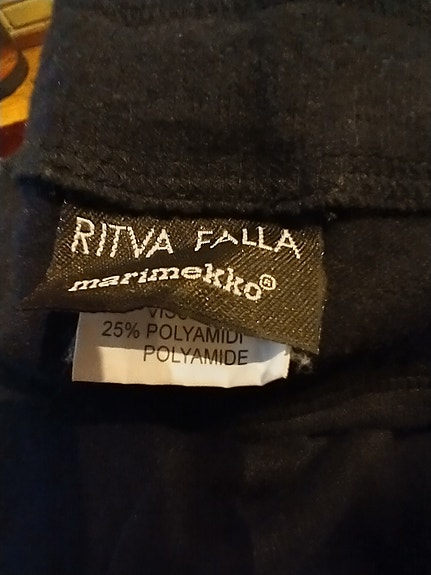 RITVA FALLA
marimekko®
25% POLYAMIDI
POLYAMIDE